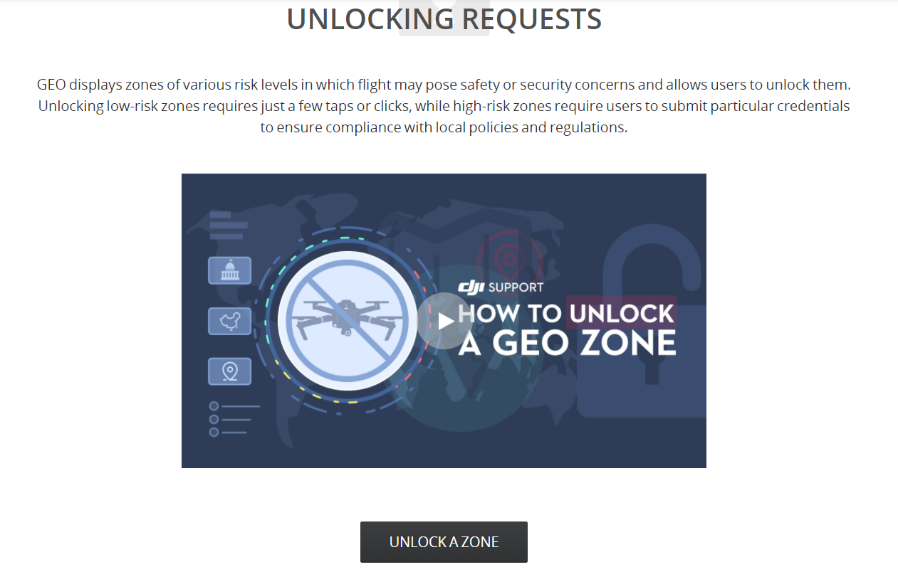 UNLOCKING REQUESTS
GEO displays zones of various risk levels in which flight may pose safety or security concerns and allows users to unlock them.
Unlocking low-risk zones requires just a few taps or clicks, while high-risk zones require users to submit particular credentials
to ensure compliance with local policies and regulations.
dji SUPPORT
HOW TO UNLOCK
A GEO ZONE
UNLOCK A ZONE